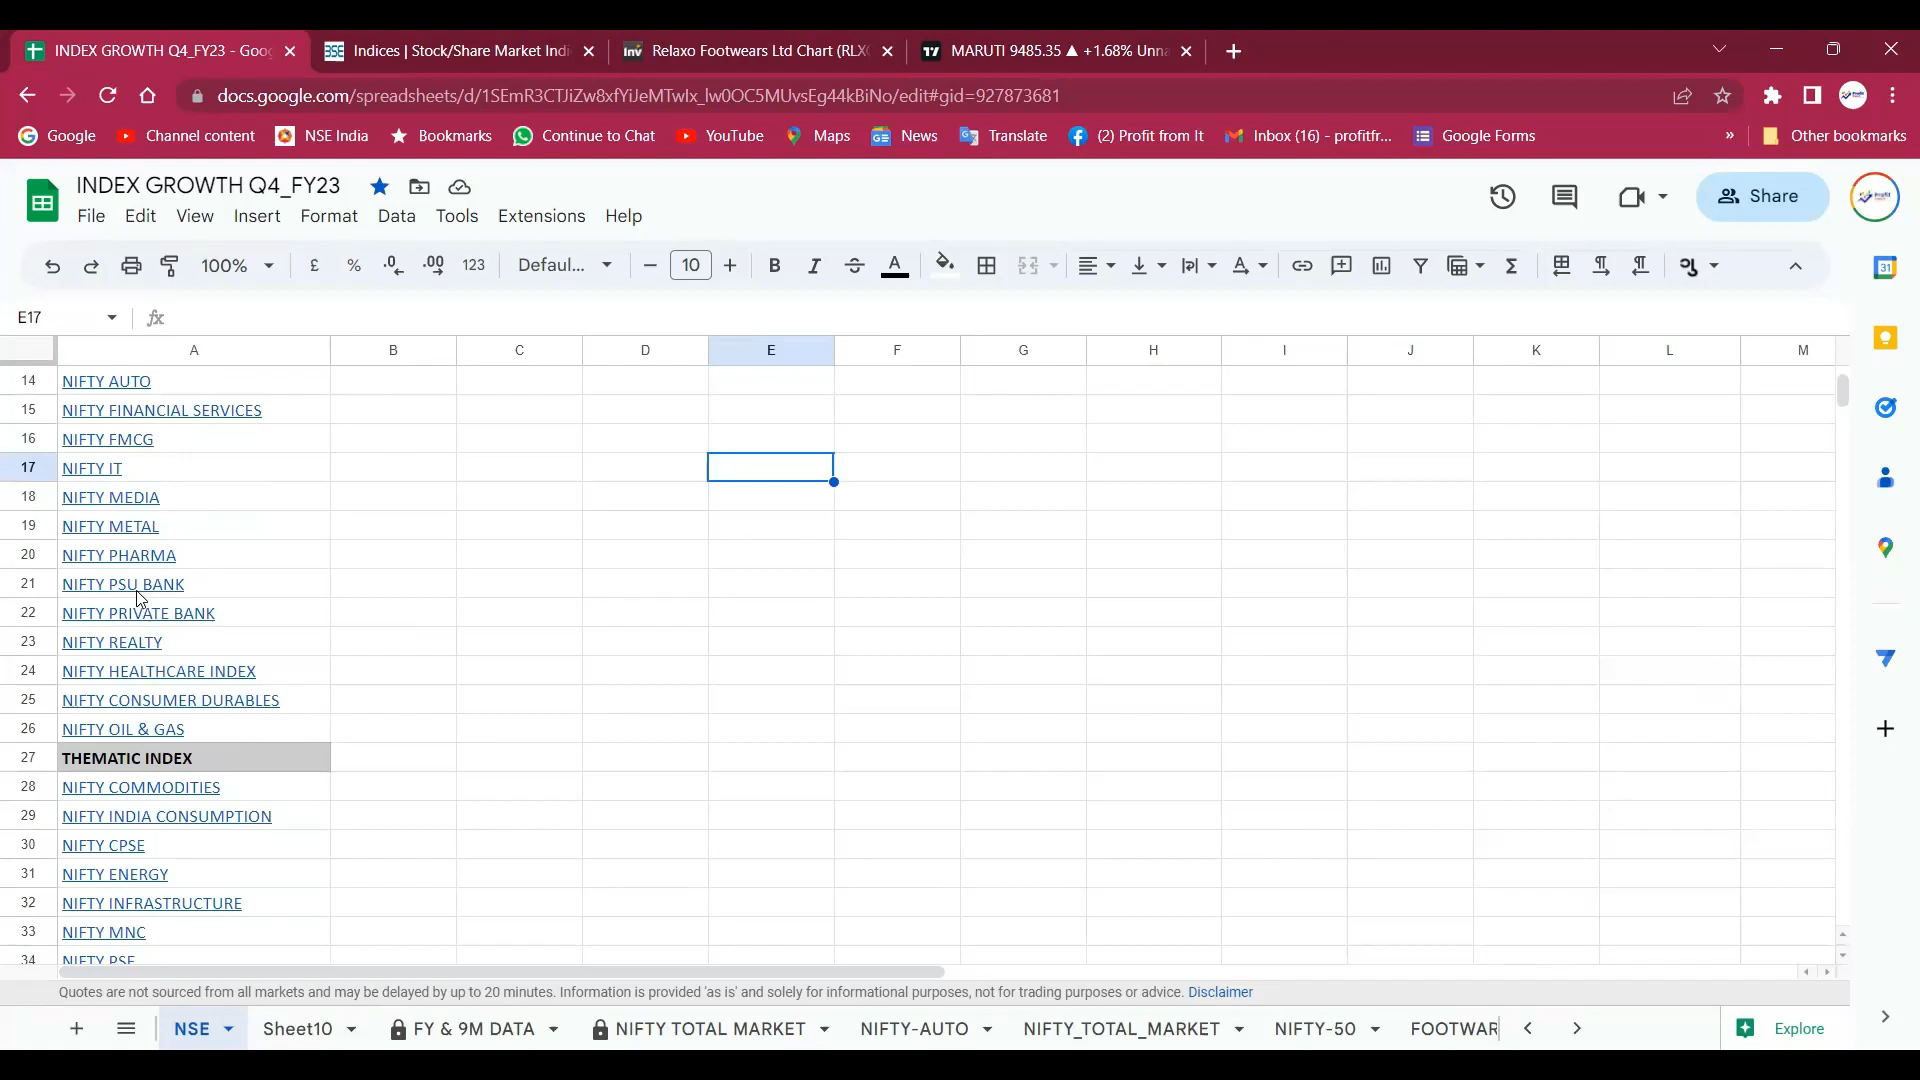 INDEX GROWTH Q4_FY23 - Goo
Indices | Stock/Share Market Indi
Inv
Relaxo Footwears Ltd Chart (RLX
MARUTI 9485.35 ▲ +1.68% Unna
docs.google.com/spreadsheets/d/1SEmR3CTJiZw8xfYiJeMTwIx_lw0OC5MUvsEg44kBiNo/edit#gid=927873681
Google
Channel content
NSE India
Bookmarks
Continue to Chat
YouTube
Maps
News
Translate
(2) Profit from It
Inbox (16) - profitfr...
Google Forms
»
Other bookmarks
INDEX GROWTH Q4_FY23
File Edit View Insert Format Data Tools Extensions Help
Share
100% £ % .0 .00 123 Defaul... 10 B I S A
E17
fx
A B C D E F G H I J K L M
14 NIFTY AUTO
15 NIFTY FINANCIAL SERVICES
16 NIFTY FMCG
17 NIFTY IT
18 NIFTY MEDIA
19 NIFTY METAL
20 NIFTY PHARMA
21 NIFTY PSU BANK
22 NIFTY PRIVATE BANK
23 NIFTY REALTY
24 NIFTY HEALTHCARE INDEX
25 NIFTY CONSUMER DURABLES
26 NIFTY OIL & GAS
27 THEMATIC INDEX
28 NIFTY COMMODITIES
29 NIFTY INDIA CONSUMPTION
30 NIFTY CPSE
31 NIFTY ENERGY
32 NIFTY INFRASTRUCTURE
33 NIFTY MNC
34 NIFTY PSE
Quotes are not sourced from all markets and may be delayed by up to 20 minutes. Information is provided 'as is' and solely for informational purposes, not for trading purposes or advice. Disclaimer
NSE Sheet10 FY & 9M DATA NIFTY TOTAL MARKET NIFTY-AUTO NIFTY_TOTAL_MARKET NIFTY-50 FOOTWAR
Explore